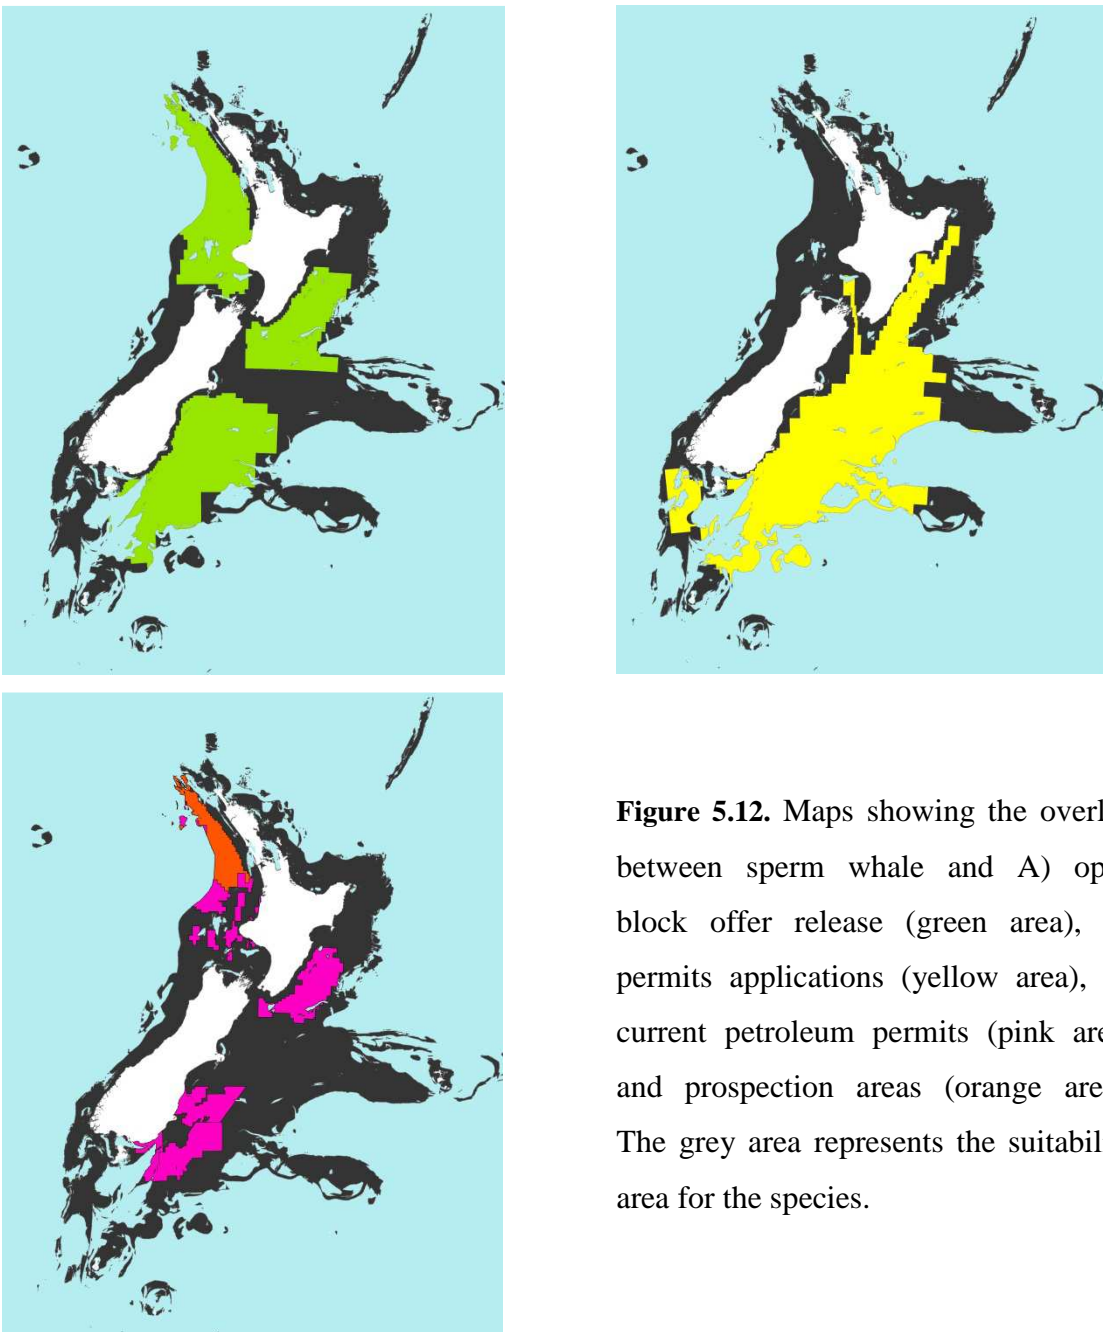 Figure 5.12. Maps showing the overl
between sperm whale and A) op
block offer release (green area),
permits applications (yellow area),
current petroleum permits (pink are
and prospection areas (orange are
The grey area represents the suitabili
area for the species.